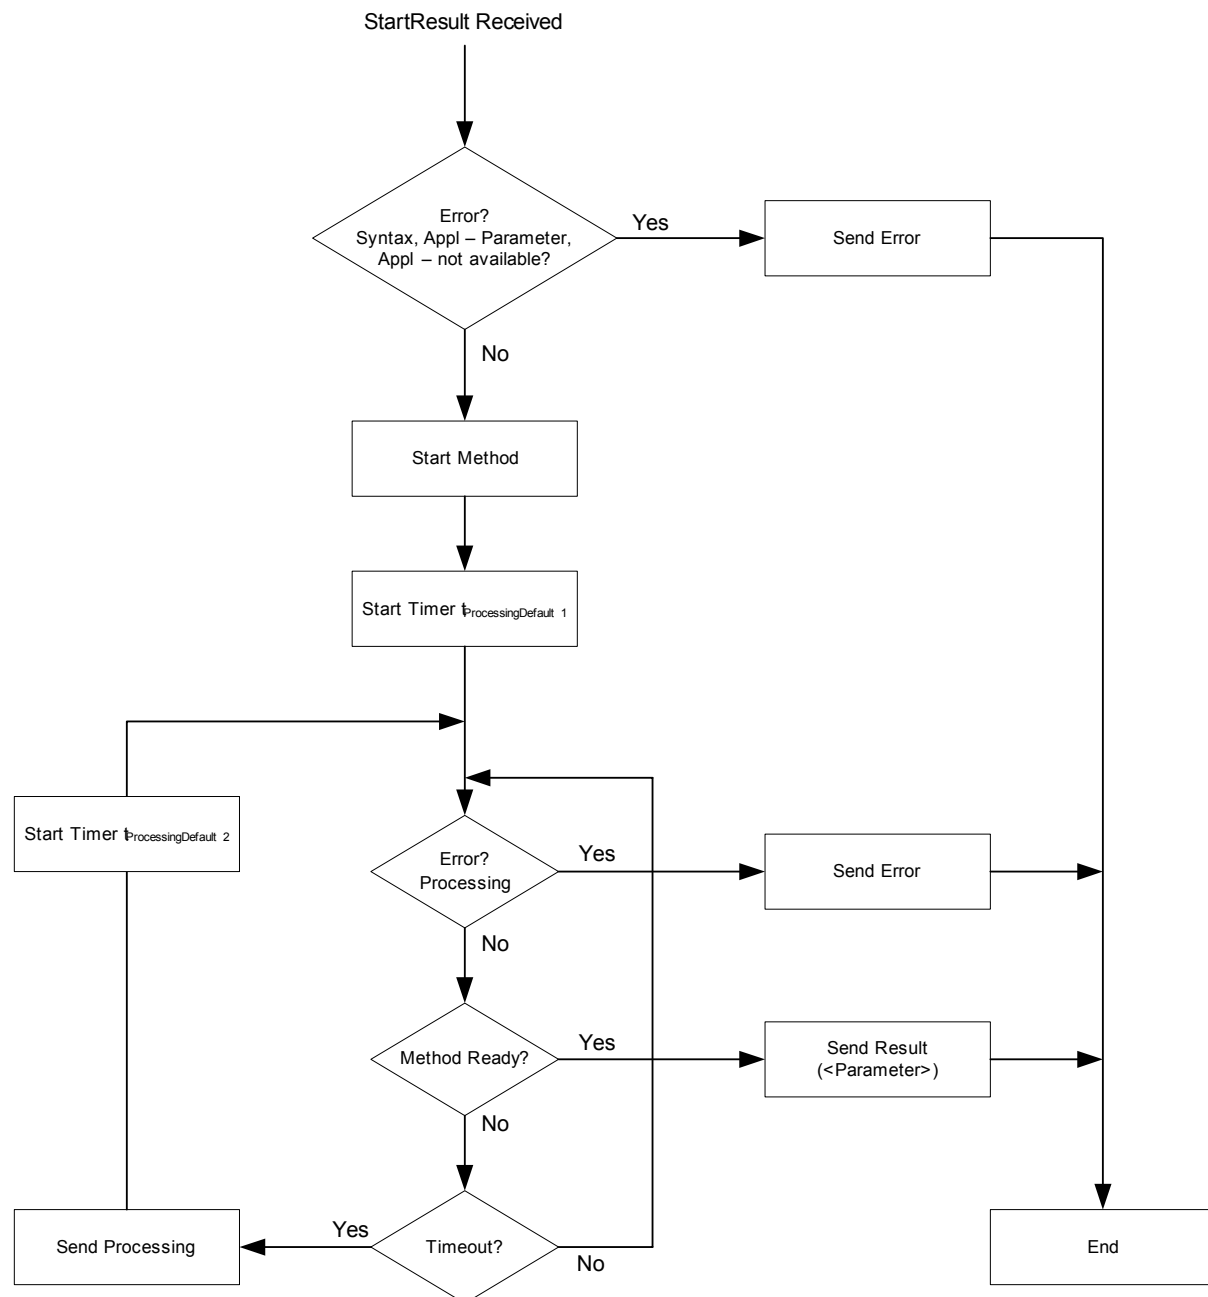 StartResult Received
Error?
Syntax, Appl – Parameter,
Appl – not available?
Yes
Send Error
No
Start Method
Start Timer tProcessingDefault 1
Start Timer tProcessingDefault 2
Error?
Processing
Yes
Send Error
No
Method Ready?
Yes
Send Result
(<Parameter>)
No
Send Processing
Yes
Timeout?
No
End